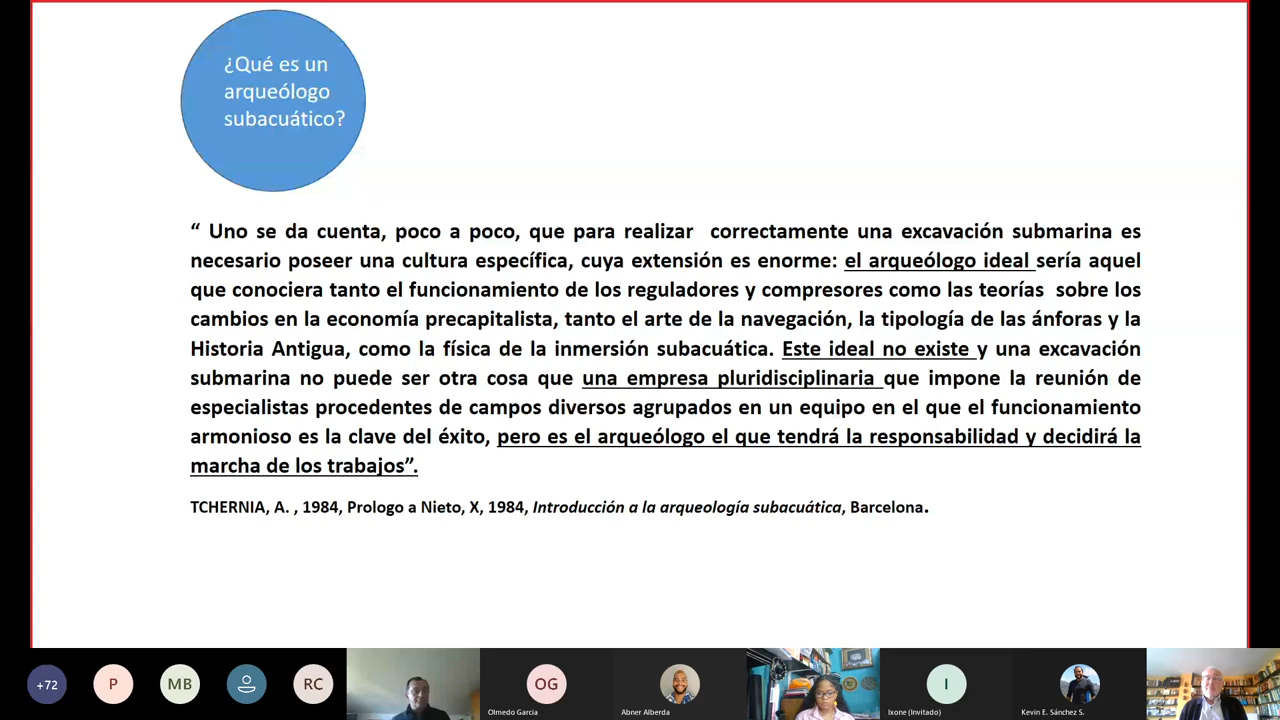 ¿Qué es un
arqueólogo
subacuático?
“ Uno se da cuenta, poco a poco, que para realizar correctamente una excavación submarina es
necesario poseer una cultura específica, cuya extensión es enorme: el arqueólogo ideal sería aquel
que conociera tanto el funcionamiento de los reguladores y compresores como las teorías sobre los
cambios en la economía precapitalista, tanto el arte de la navegación, la tipología de las ánforas y la
Historia Antigua, como la física de la inmersión subacuática. Este ideal no existe y una excavación
submarina no puede ser otra cosa que una empresa pluridisciplinaria que impone la reunión de
especialistas procedentes de campos diversos agrupados en un equipo en el que el funcionamiento
armonioso es la clave del éxito, pero es el arqueólogo el que tendrá la responsabilidad y decidirá la
marcha de los trabajos”.
TCHERNIA, A. , 1984, Prologo a Nieto, X, 1984, Introducción a la arqueología subacuática, Barcelona.
+72
P
MB
RC
OG
Olmedo Garcia
Abner Alberda
I
Ixone (Invitado)
Kevin E. Sánchez S.